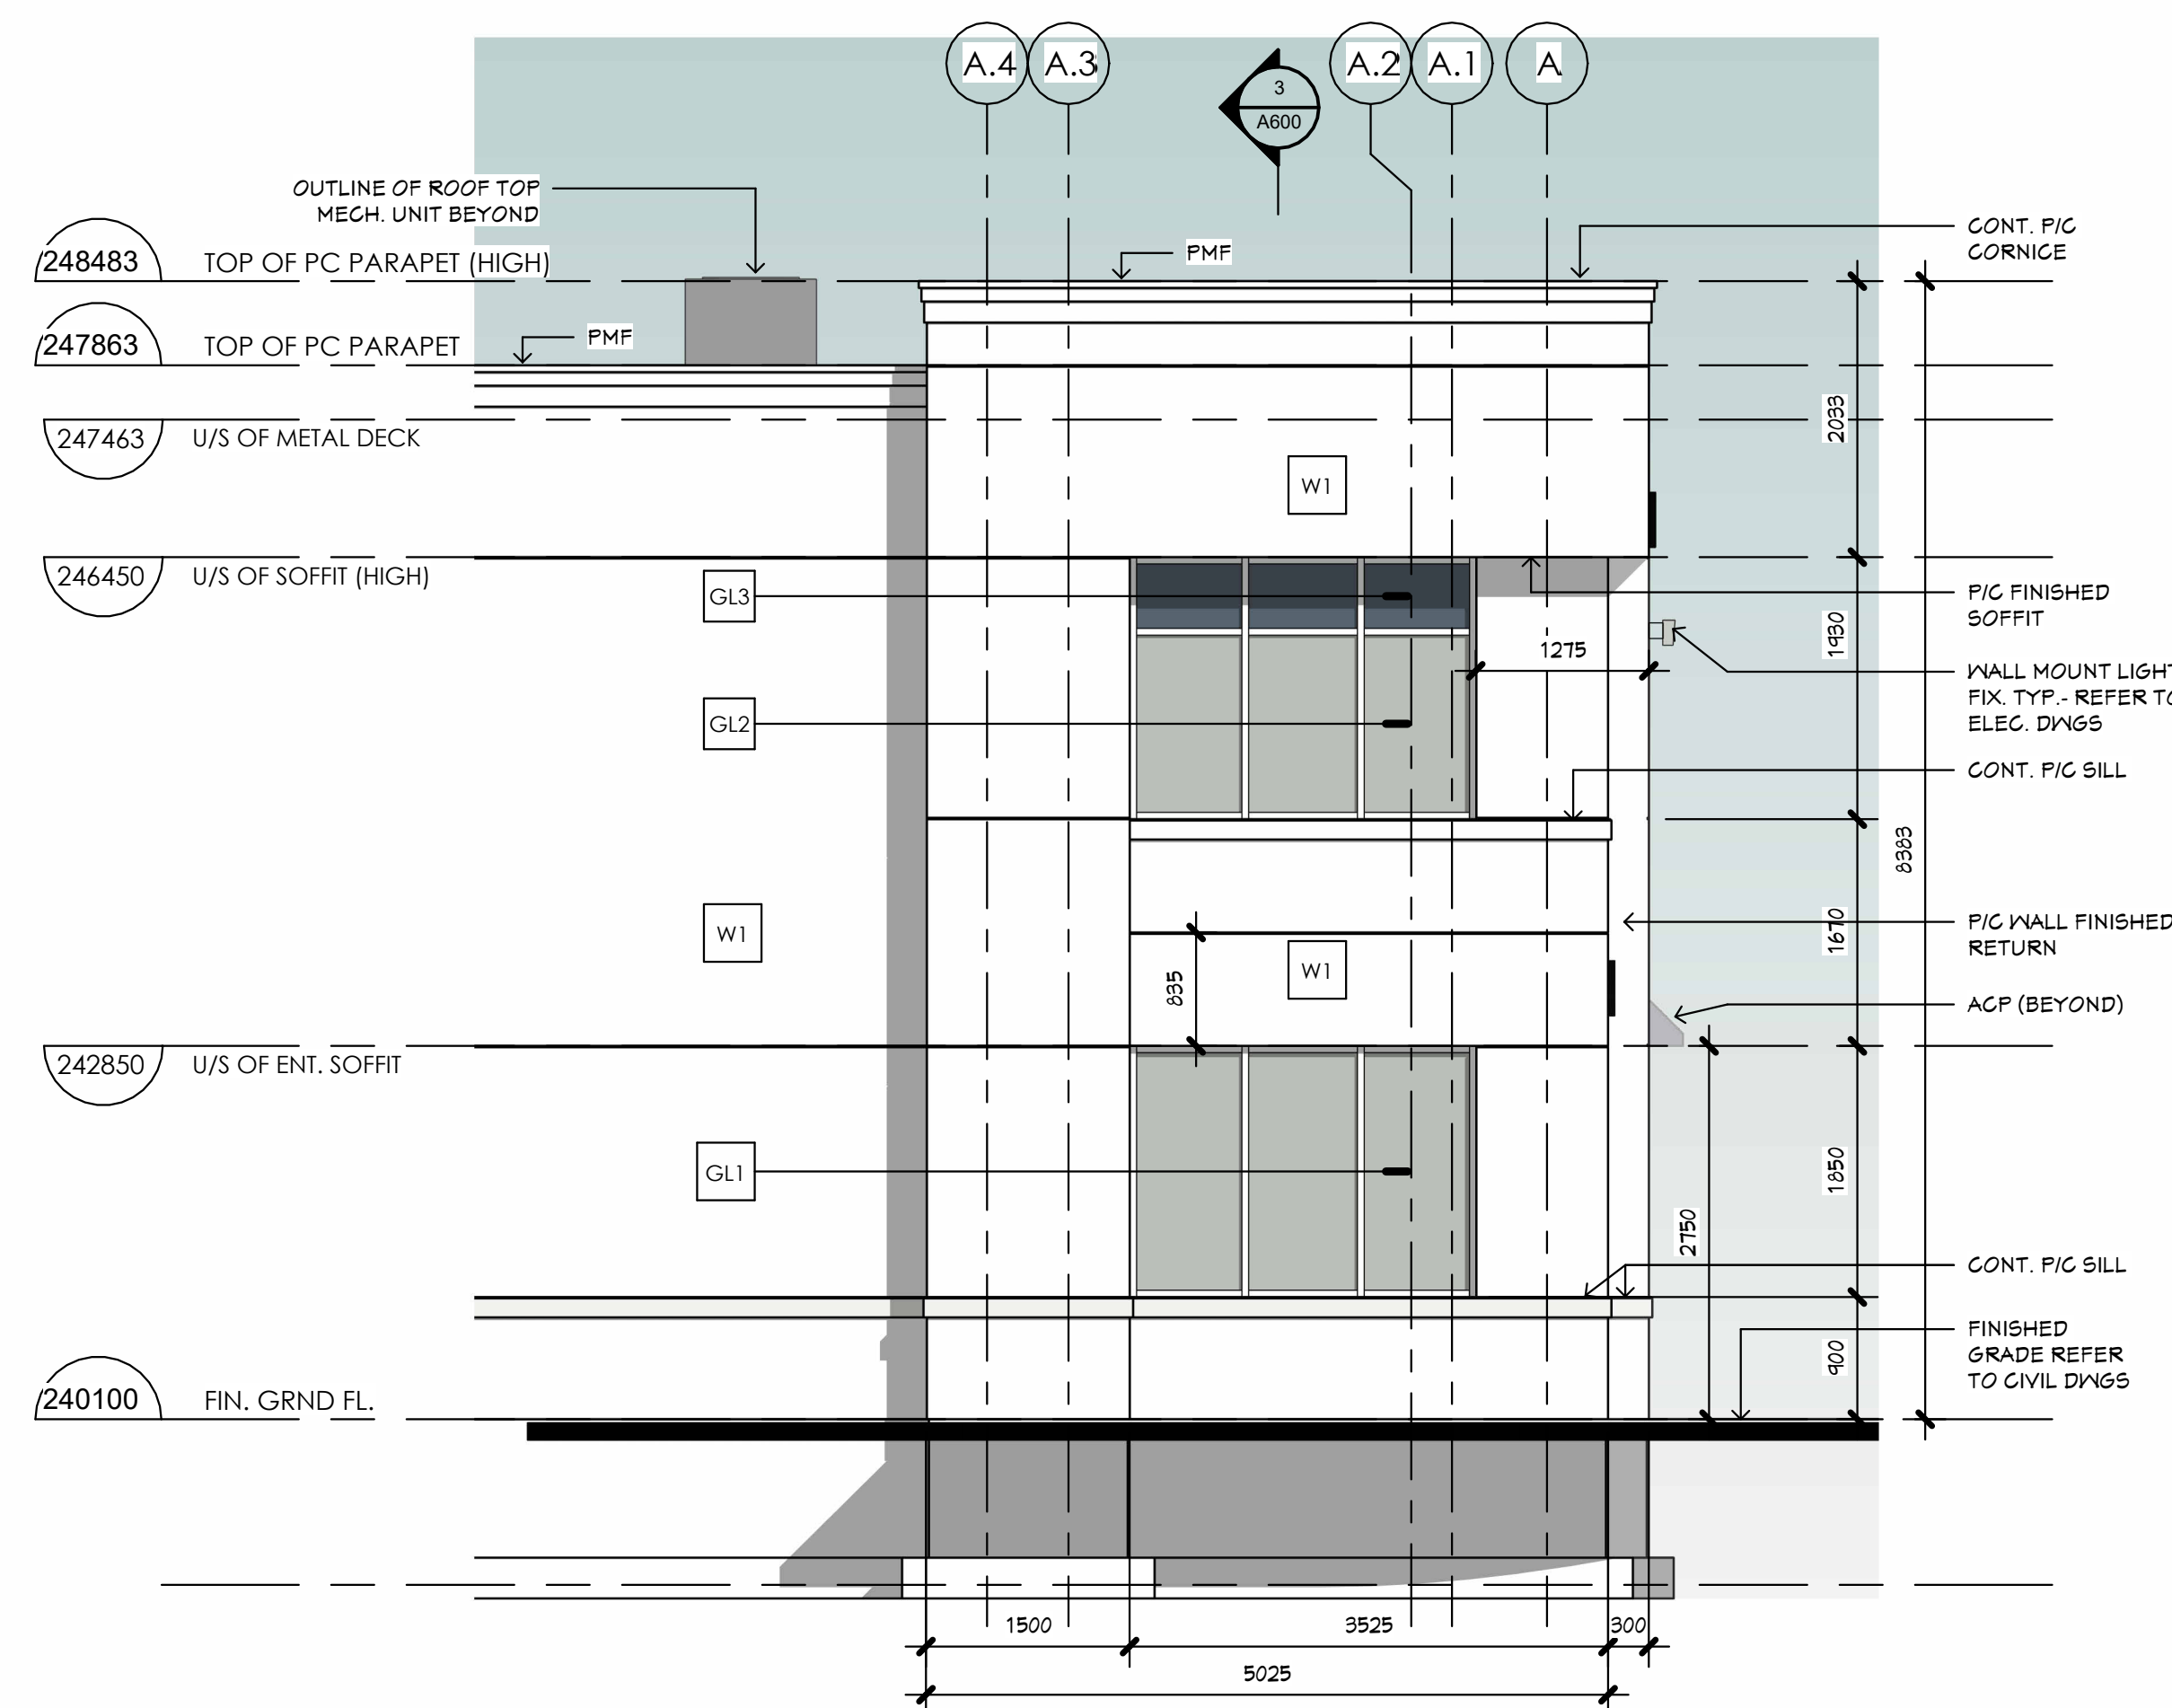 A.4
A.3
A.2
A.1
A
3
A600
OUTLINE OF ROOF TOP
MECH. UNIT BEYOND
248483
TOP OF PC PARAPET (HIGH)
PMF
CONT. P/C
CORNICE
247863
TOP OF PC PARAPET
PMF
247463
U/S OF METAL DECK
2033
W1
246450
U/S OF SOFFIT (HIGH)
GL3
P/C FINISHED
SOFFIT
1930
1275
WALL MOUNT LIGHT
FIX. TYP.- REFER TO
ELEC. DWGS
GL2
CONT. P/C SILL
8383
W1
W1
835
1670
P/C WALL FINISHED
RETURN
ACP (BEYOND)
242850
U/S OF ENT. SOFFIT
GL1
1850
2750
CONT. P/C SILL
900
FINISHED
GRADE REFER
TO CIVIL DWGS
240100
FIN. GRND FL.
1500
3525
300
5025